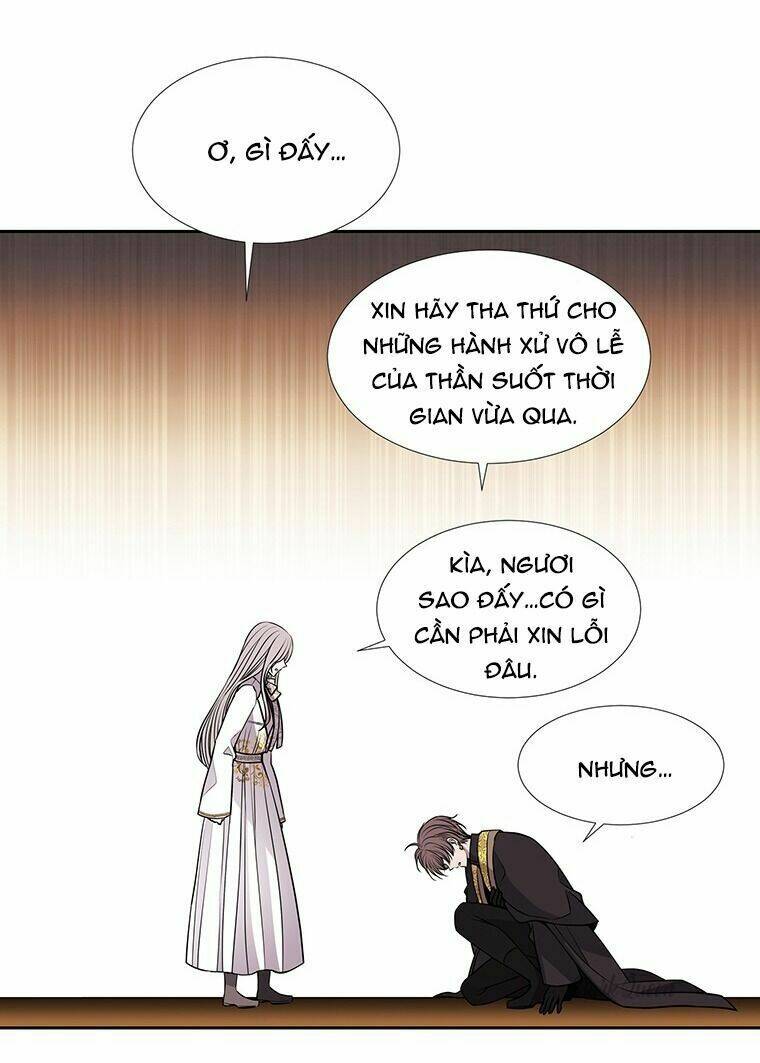 Ơ, GÌ ĐẤY...
XIN HÃY THA THỨ CHO
NHỮNG HÀNH XỬ VÔ LỄ
CỦA THẦN SUỐT THỜI
GIAN VỪA QUA.
KÌA, NGƯƠI
SAO ĐẤY...CÓ GÌ
CẦN PHẢI XIN LỖI
ĐÂU.
NHƯNG...